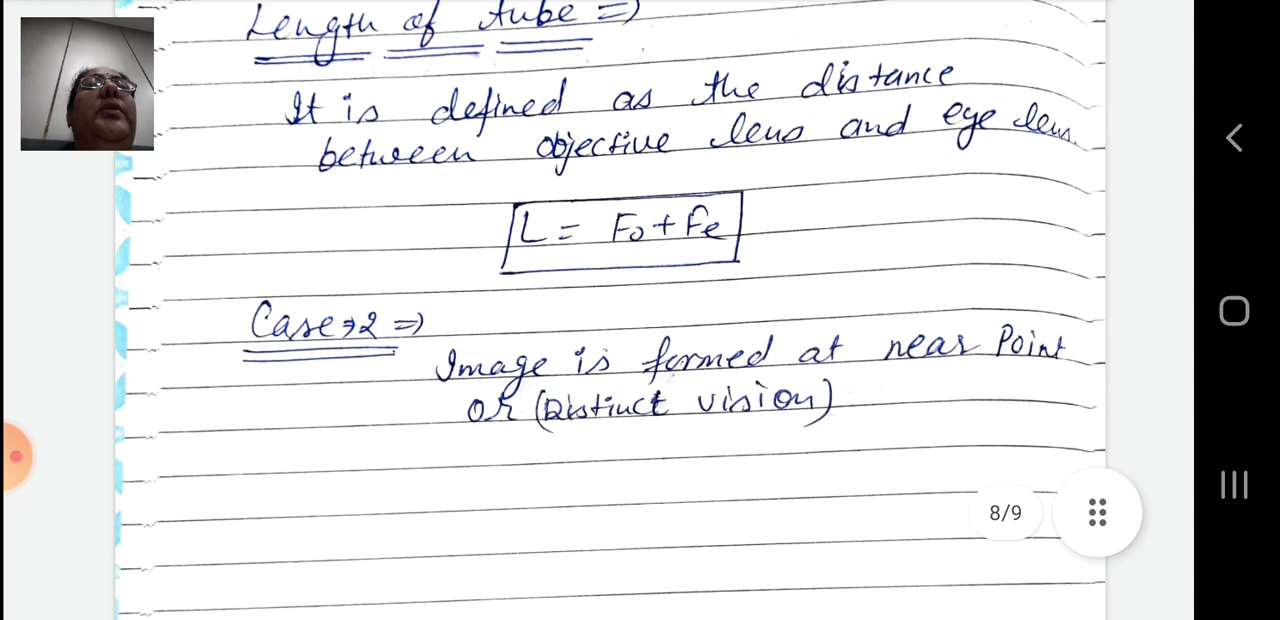 Length of tube ⇒
It is defined as the distance
between objective lens and eye lens.
L = Fo + Fe
Case→2 ⇒
Image is formed at near Point
or (Distinct vision)
8/9